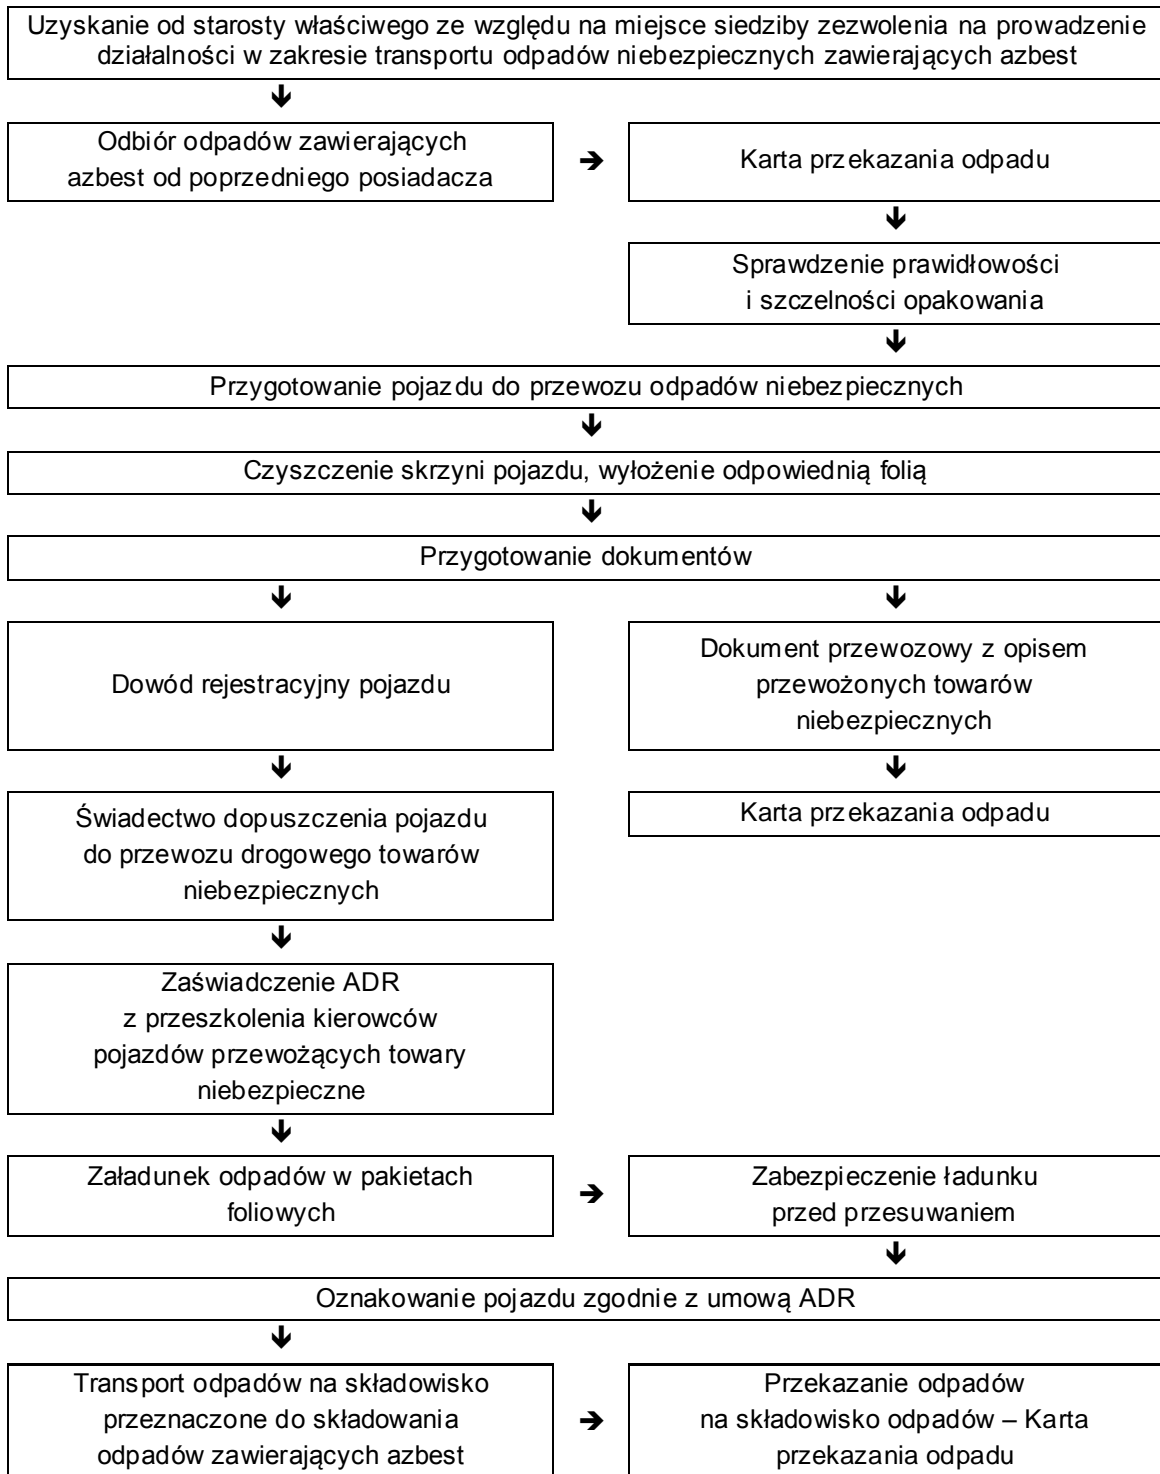 Uzyskanie od starosty właściwego ze względu na miejsce siedziby zezwolenia na prowadzenie
działalności w zakresie transportu odpadów niebezpiecznych zawierających azbest
Odbiór odpadów zawierających
azbest od poprzedniego posiadacza
Karta przekazania odpadu
Sprawdzenie prawidłowości
i szczelności opakowania
Przygotowanie pojazdu do przewozu odpadów niebezpiecznych
Czyszczenie skrzyni pojazdu, wyłożenie odpowiednią folią
Przygotowanie dokumentów
Dowód rejestracyjny pojazdu
Dokument przewozowy z opisem
przewożonych towarów
niebezpiecznych
Świadectwo dopuszczenia pojazdu
do przewozu drogowego towarów
niebezpiecznych
Karta przekazania odpadu
Zaświadczenie ADR
z przeszkolenia kierowców
pojazdów przewożących towary
niebezpieczne
Załadunek odpadów w pakietach
foliowych
Zabezpieczenie ładunku
przed przesuwaniem
Oznakowanie pojazdu zgodnie z umową ADR
Transport odpadów na składowisko
przeznaczone do składowania
odpadów zawierających azbest
Przekazanie odpadów
na składowisko odpadów – Karta
przekazania odpadu